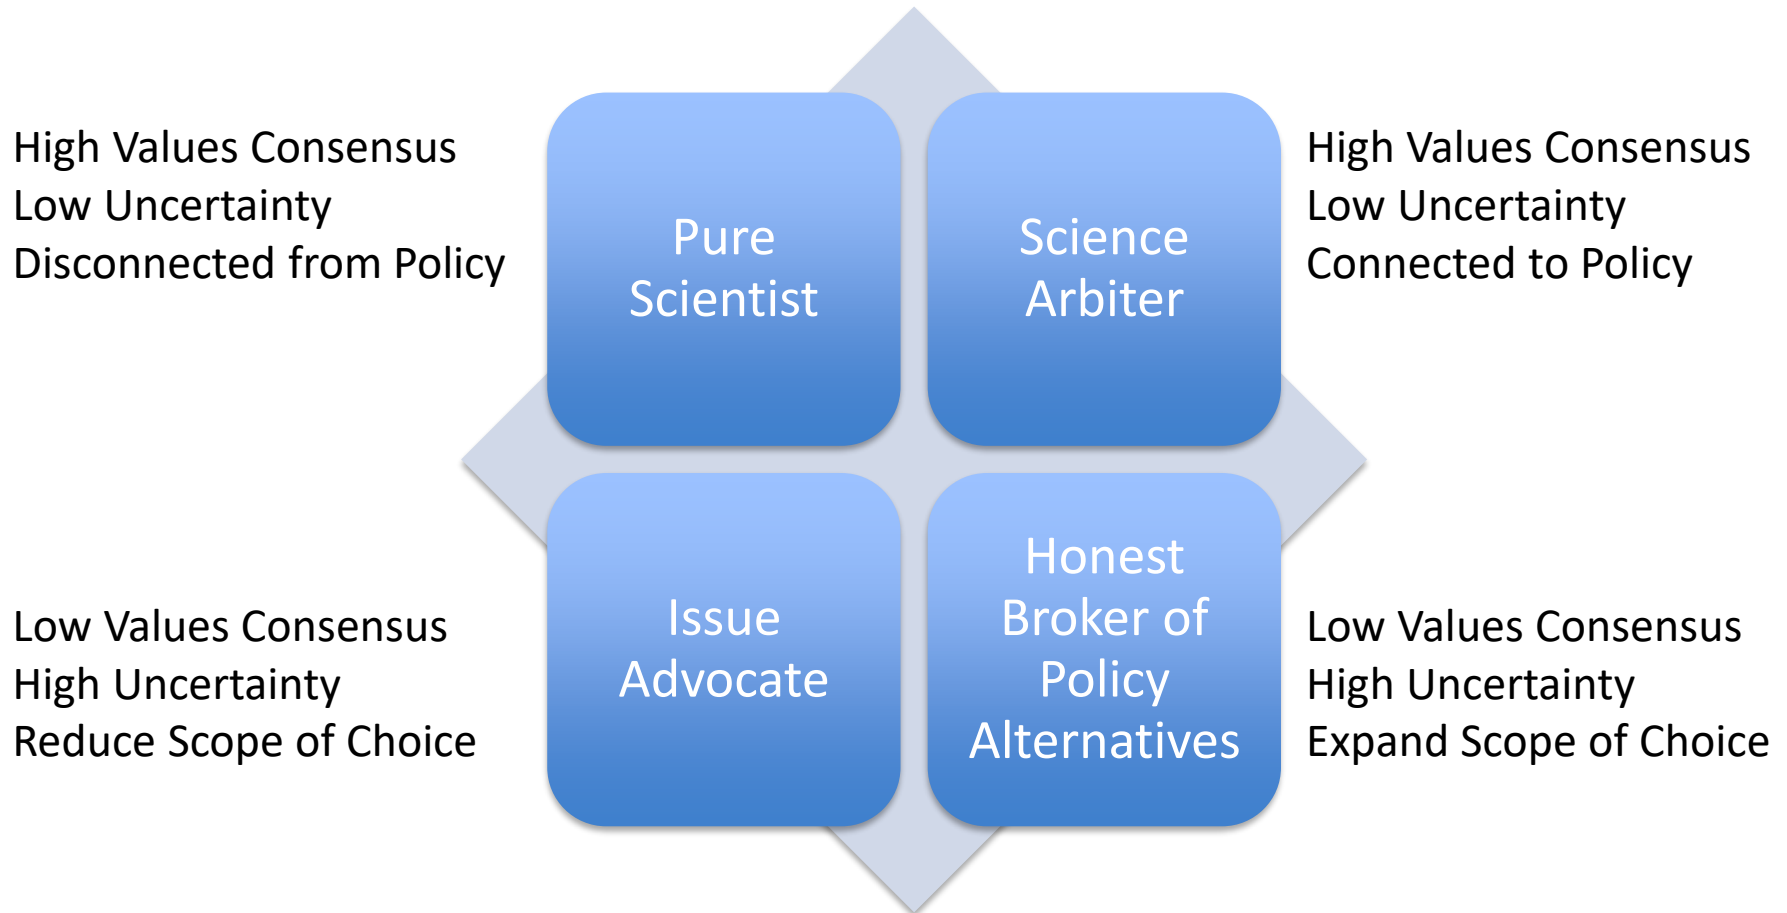 High Values Consensus
Low Uncertainty
Disconnected from Policy
Pure
Scientist
Science
Arbiter
High Values Consensus
Low Uncertainty
Connected to Policy
Low Values Consensus
High Uncertainty
Reduce Scope of Choice
Issue
Advocate
Honest
Broker of
Policy
Alternatives
Low Values Consensus
High Uncertainty
Expand Scope of Choice